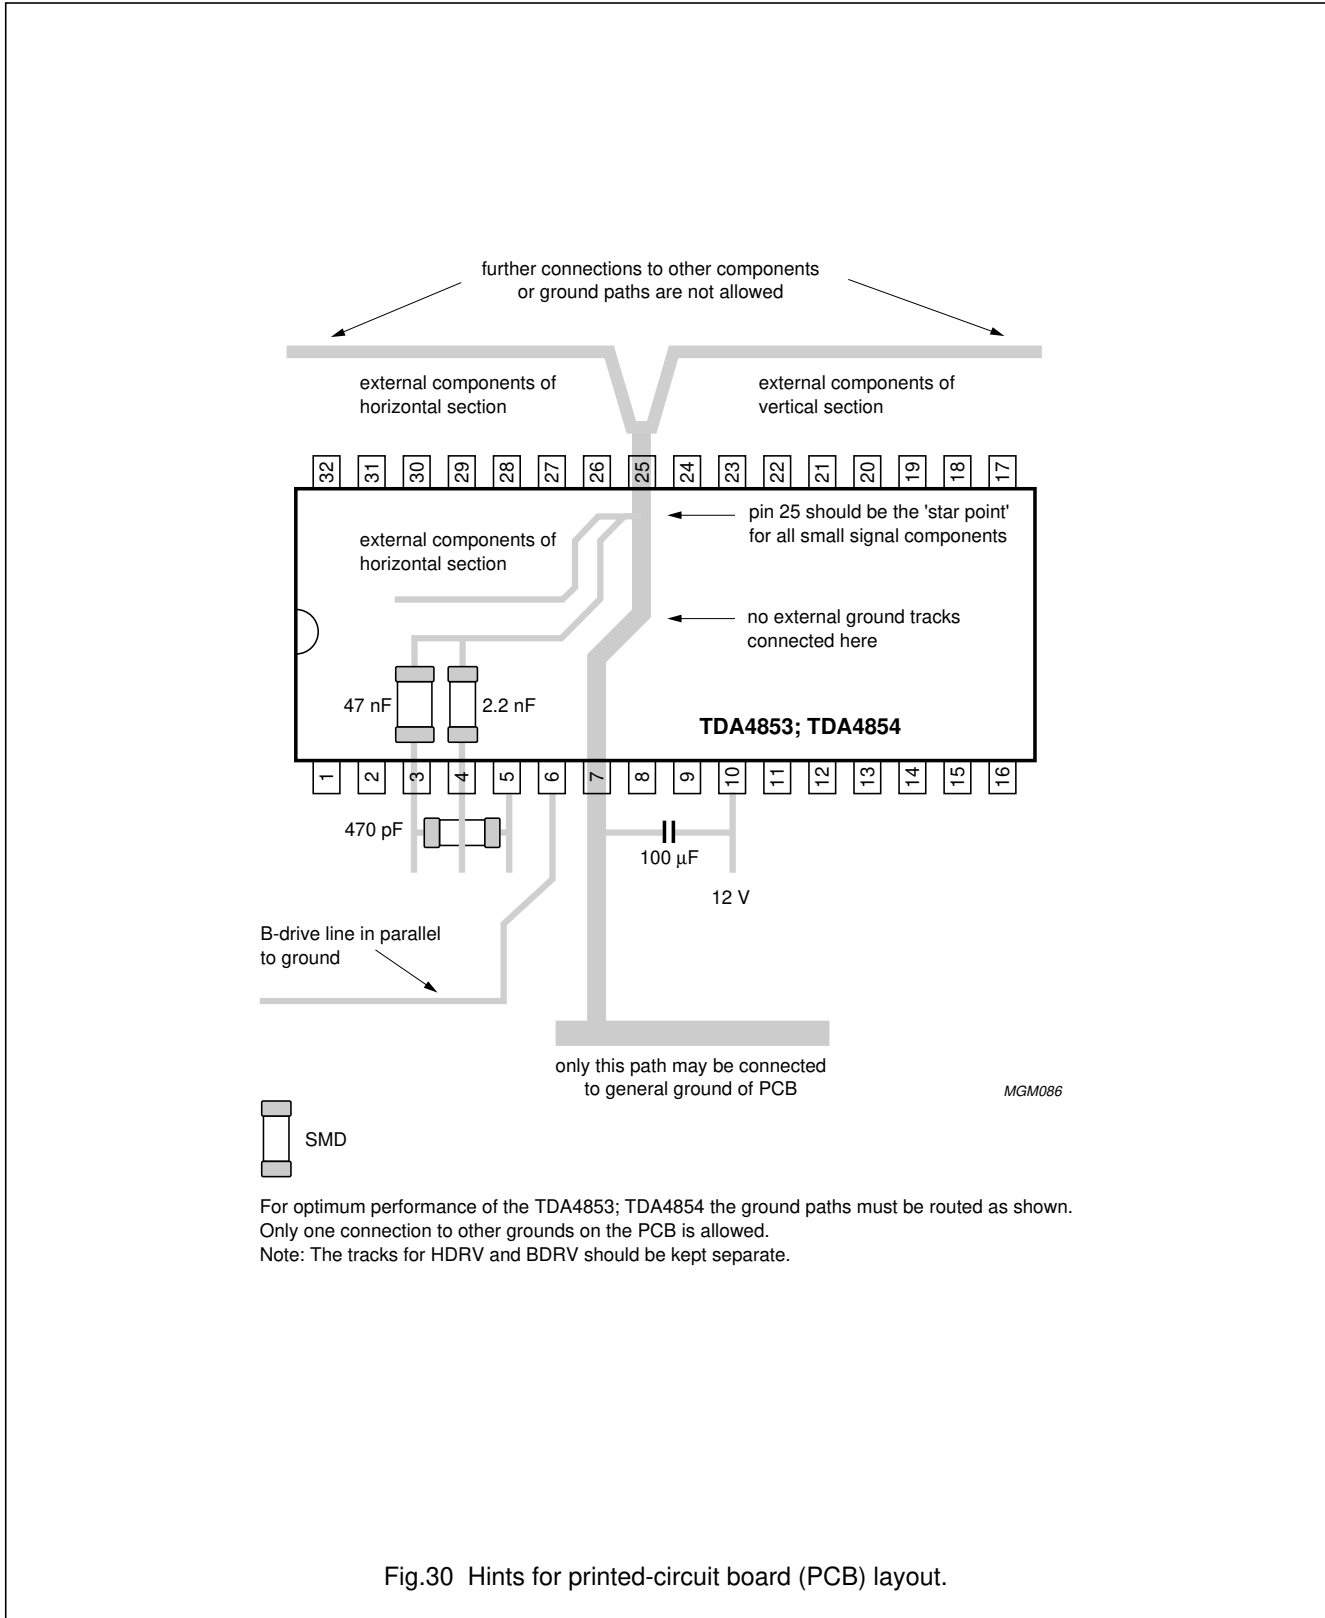 further connections to other components
or ground paths are not allowed
external components of
horizontal section
external components of
vertical section
32 31 30 29 28 27 26 25 24 23 22 21 20 19 18 17
pin 25 should be the 'star point'
for all small signal components
external components of
horizontal section
no external ground tracks
connected here
47 nF
2.2 nF
TDA4853; TDA4854
1 2 3 4 5 6 7 8 9 10 11 12 13 14 15 16
470 pF
100 μF
12 V
B-drive line in parallel
to ground
only this path may be connected
to general ground of PCB
MGM086
SMD
For optimum performance of the TDA4853; TDA4854 the ground paths must be routed as shown.
Only one connection to other grounds on the PCB is allowed.
Note: The tracks for HDRV and BDRV should be kept separate.
Fig.30 Hints for printed-circuit board (PCB) layout.